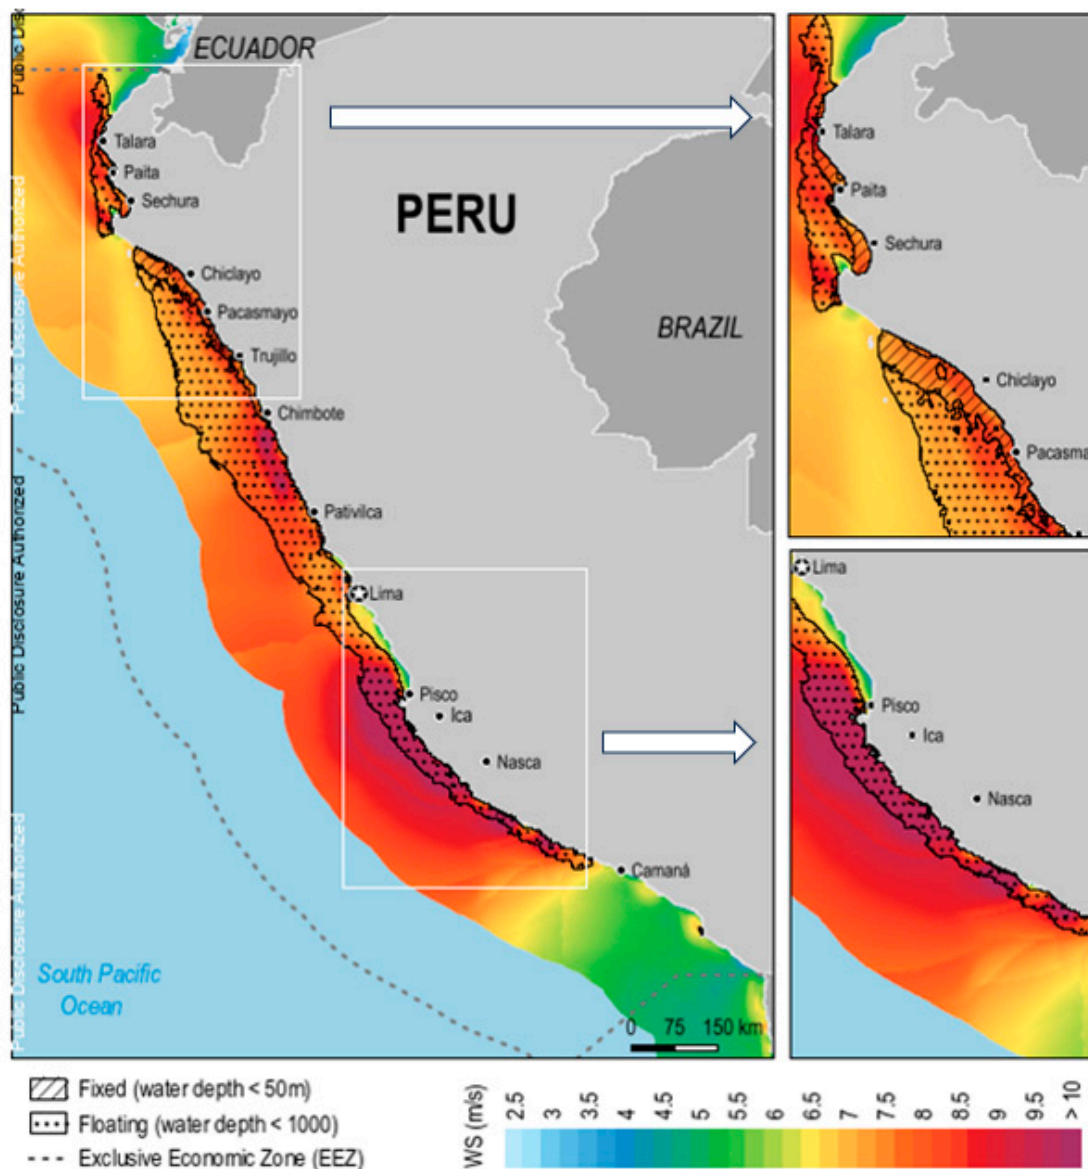 Public Disclosure Authorized
Public Disclosure Authorized
Public Disclosure Authorized
Public Disclosure Authorized
ECUADOR
Talara
Paita
Sechura
PERU
Chiclayo
Pacasmayo
BRAZIL
Trujillo
Chimbote
Pativilca
Lima
Pisco
Ica
Nasca
Camaná
South Pacific
Ocean
0 75 150 km
Talara
Paita
Sechura
Chiclayo
Pacasma
Lima
Pisco
Ica
Nasca
Fixed (water depth < 50m)
Floating (water depth < 1000)
Exclusive Economic Zone (EEZ)
WS (m/s)
2.5
3
3.5
4
4.5
5
5.5
6
6.5
7
7.5
8
8.5
9
9.5
> 10